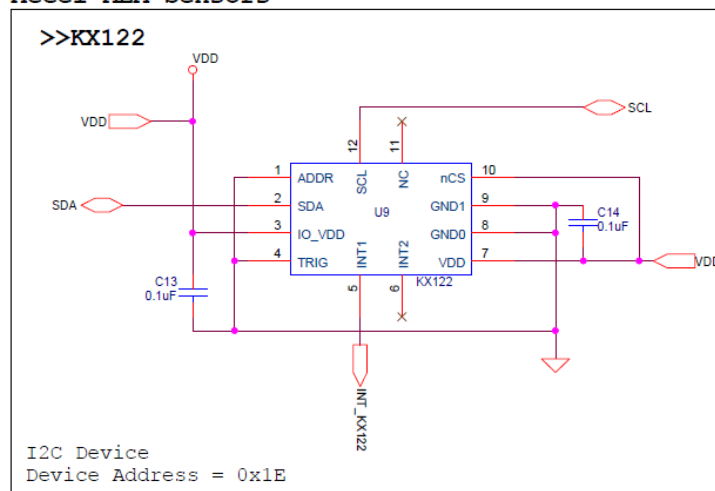 >>KX122
VDD
VDD
SCL
12
11
1
ADDR
SCL
NC
nCS
10
SDA
2
SDA
U9
GND1
9
C14
0.1uF
3
IO_VDD
GND0
8
4
TRIG
INT1
INT2
VDD
7
VDD
KX122
C13
0.1uF
5
6
INT_KX122
I2C Device
Device Address = 0x1E